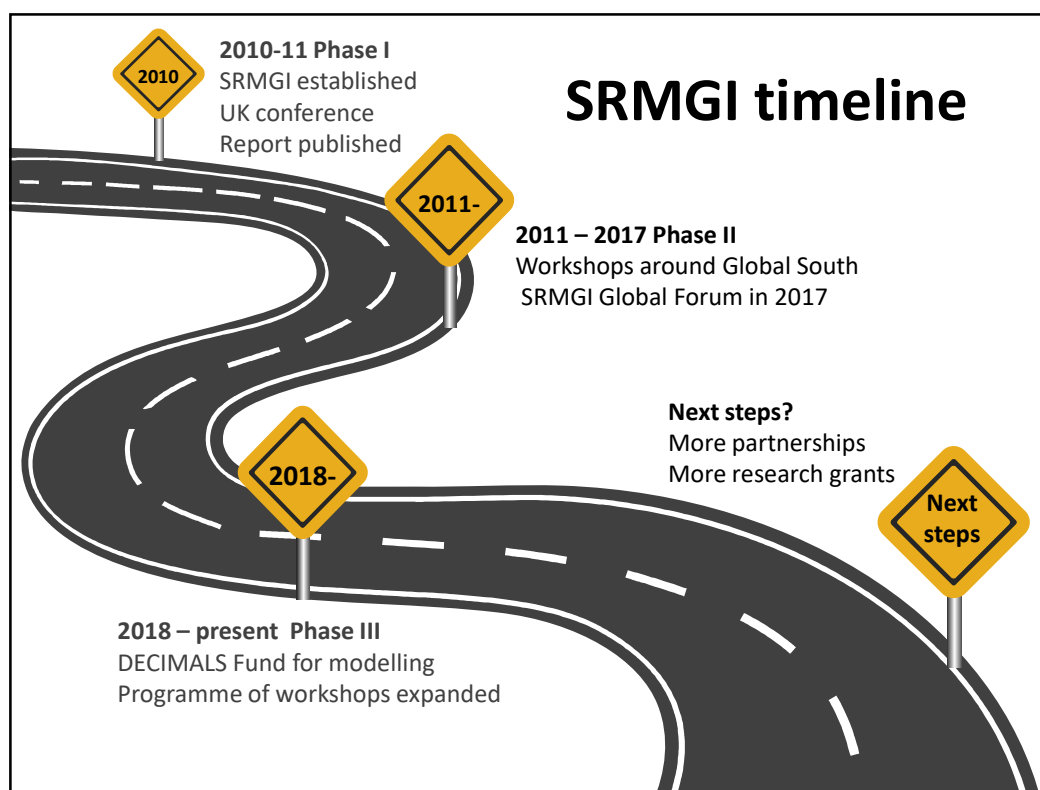 SRMGI timeline
2010
2010-11 Phase I
SRMGI established
UK conference
Report published
2011-
2011 – 2017 Phase II
Workshops around Global South
SRMGI Global Forum in 2017
2018-
2018 – present  Phase III
DECIMALS Fund for modelling
Programme of workshops expanded
Next steps?
More partnerships
More research grants
Next
steps